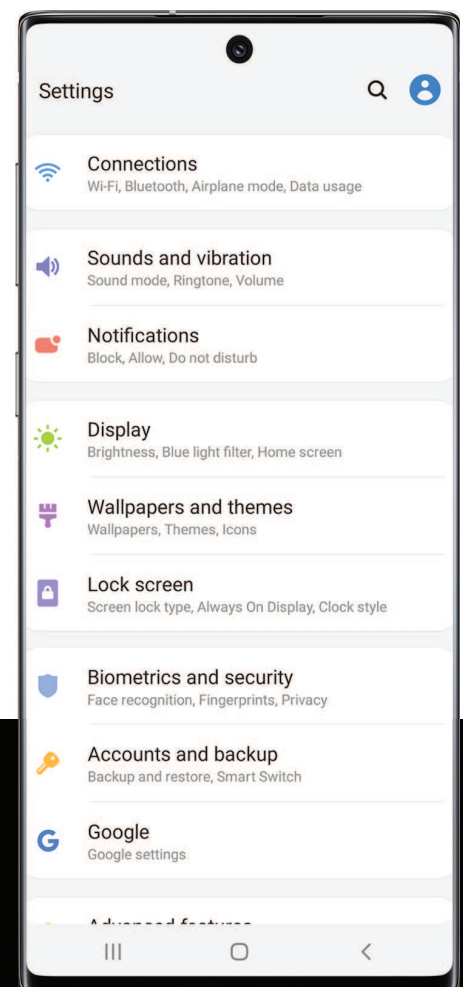 Settings
Connections
Wi-Fi, Bluetooth, Airplane mode, Data usage
Sounds and vibration
Sound mode, Ringtone, Volume
Notifications
Block, Allow, Do not disturb
Display
Brightness, Blue light filter, Home screen
Wallpapers and themes
Wallpapers, Themes, Icons
Lock screen
Screen lock type, Always On Display, Clock style
Biometrics and security
Face recognition, Fingerprints, Privacy
Accounts and backup
Backup and restore, Smart Switch
G
Google
Google settings
Advanced features